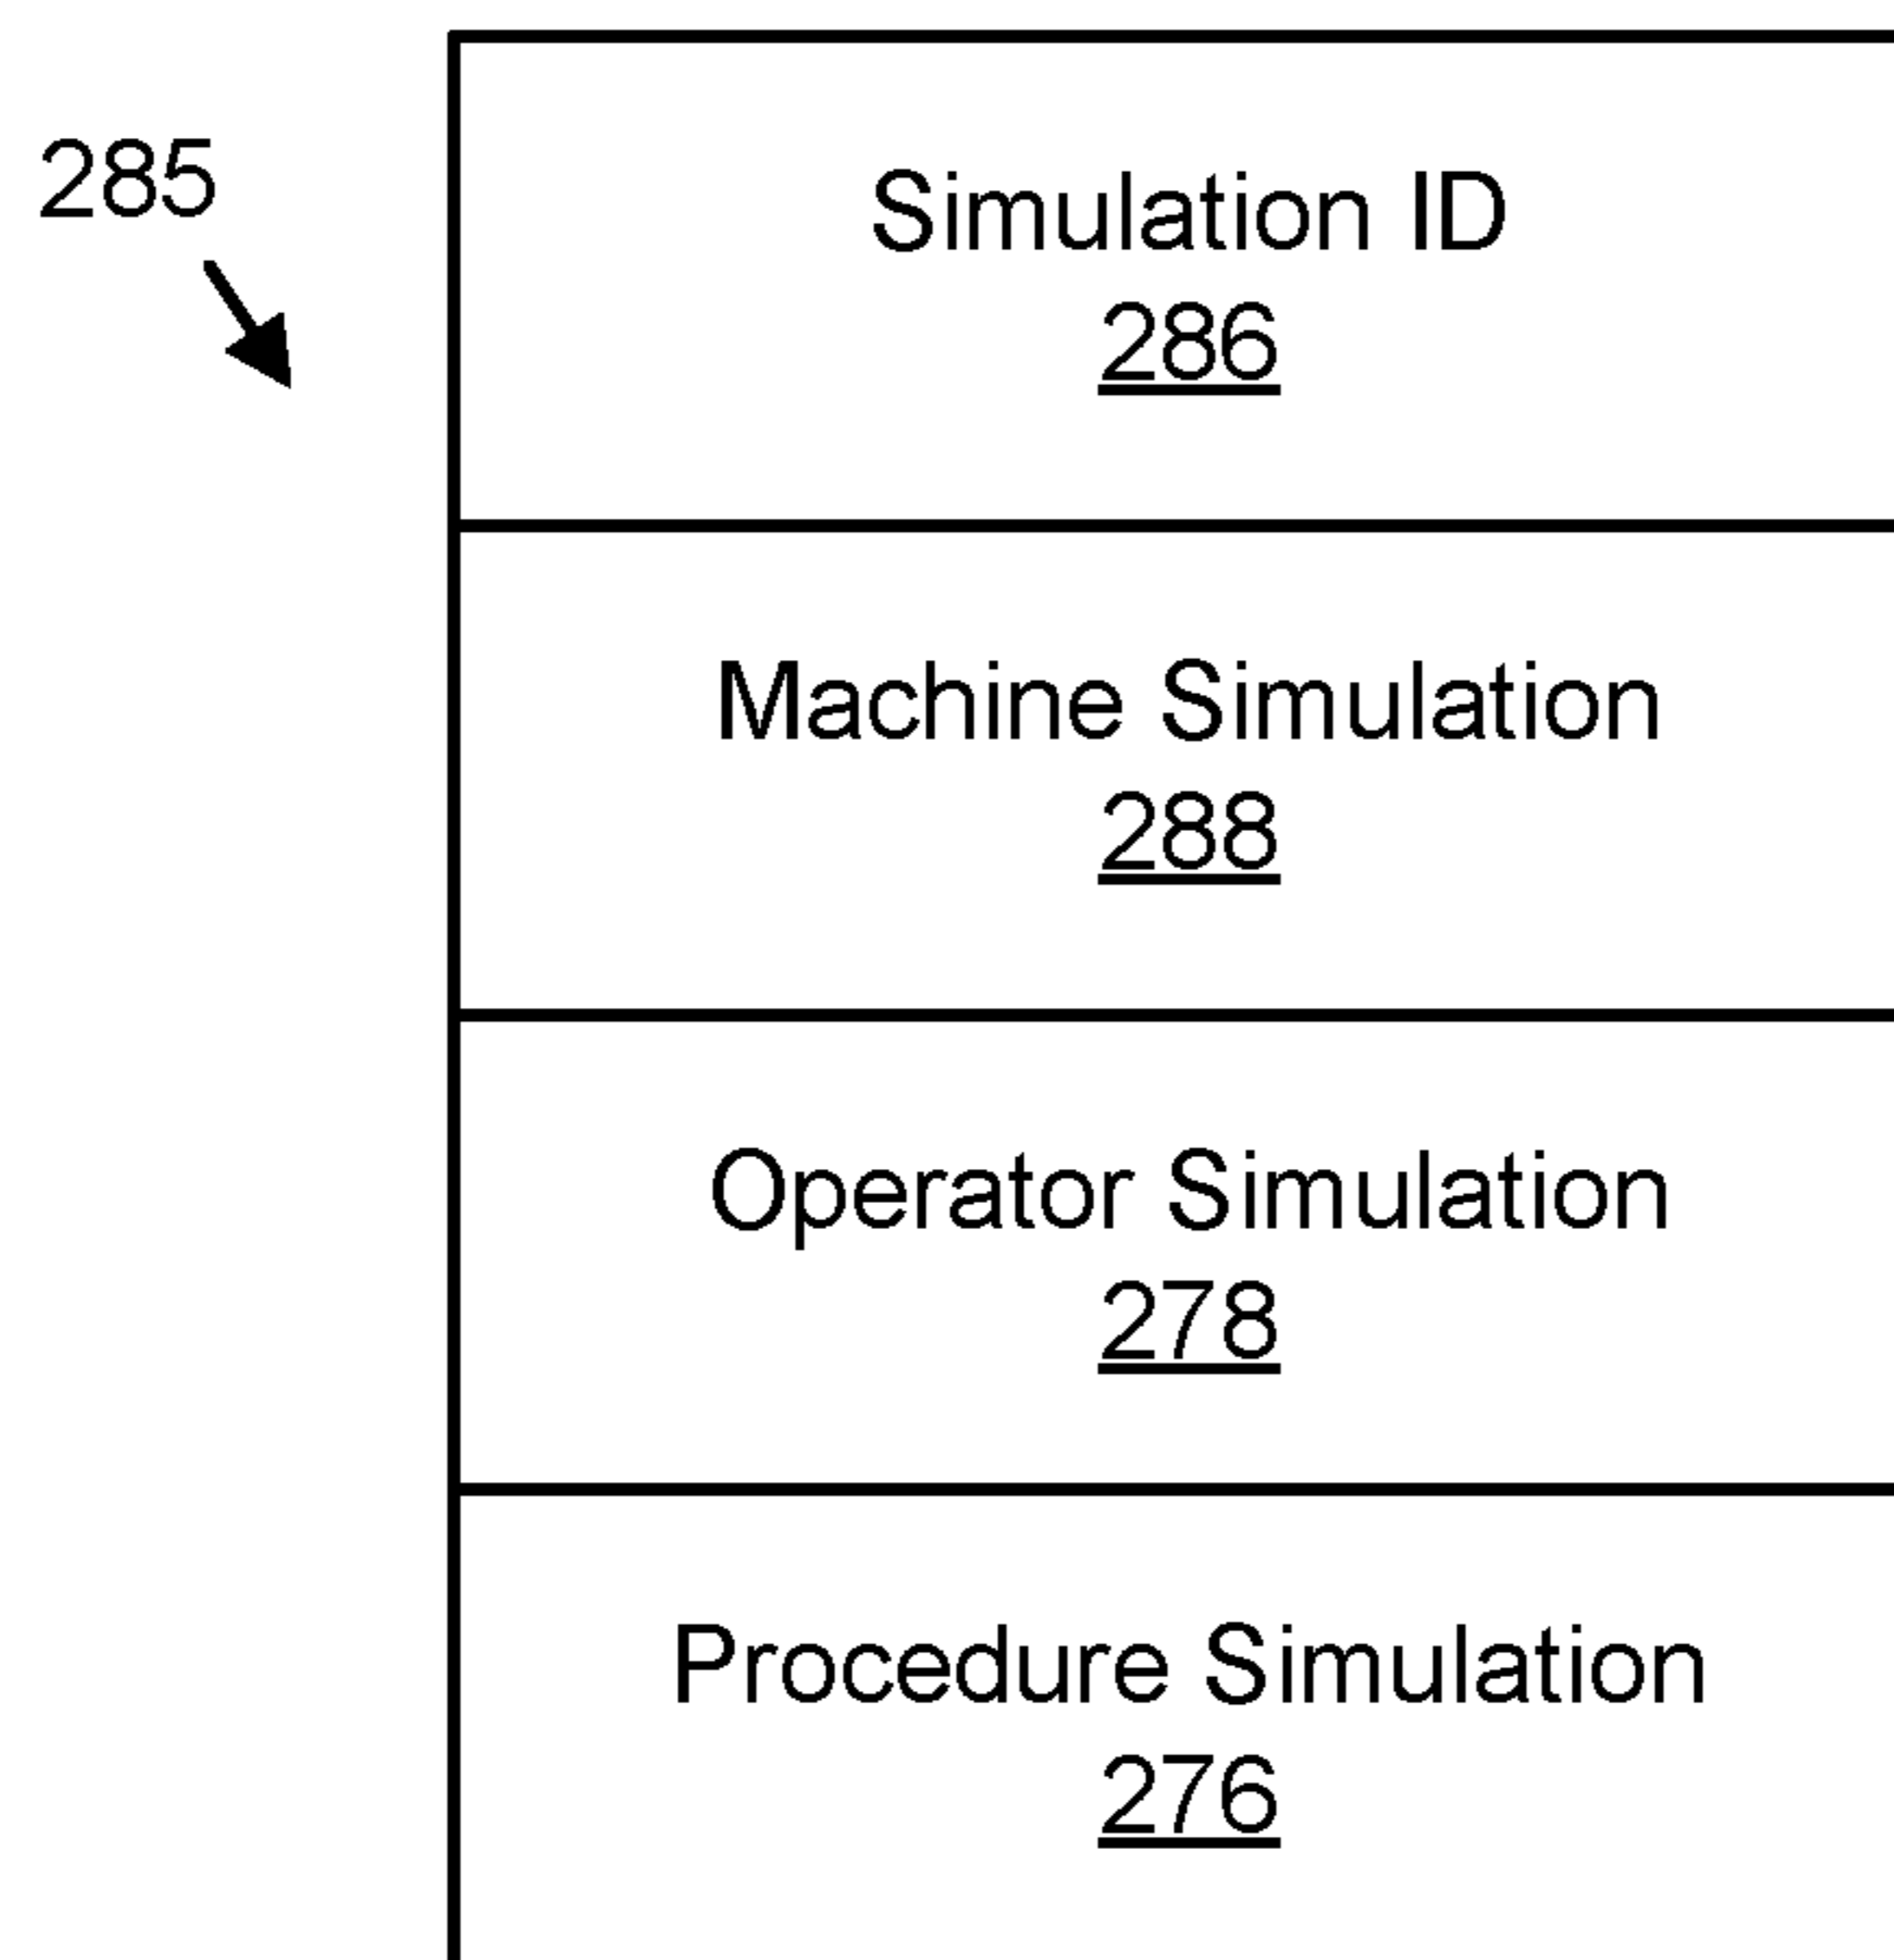 285
Simulation ID
286
Machine Simulation
288
Operator Simulation
278
Procedure Simulation
276